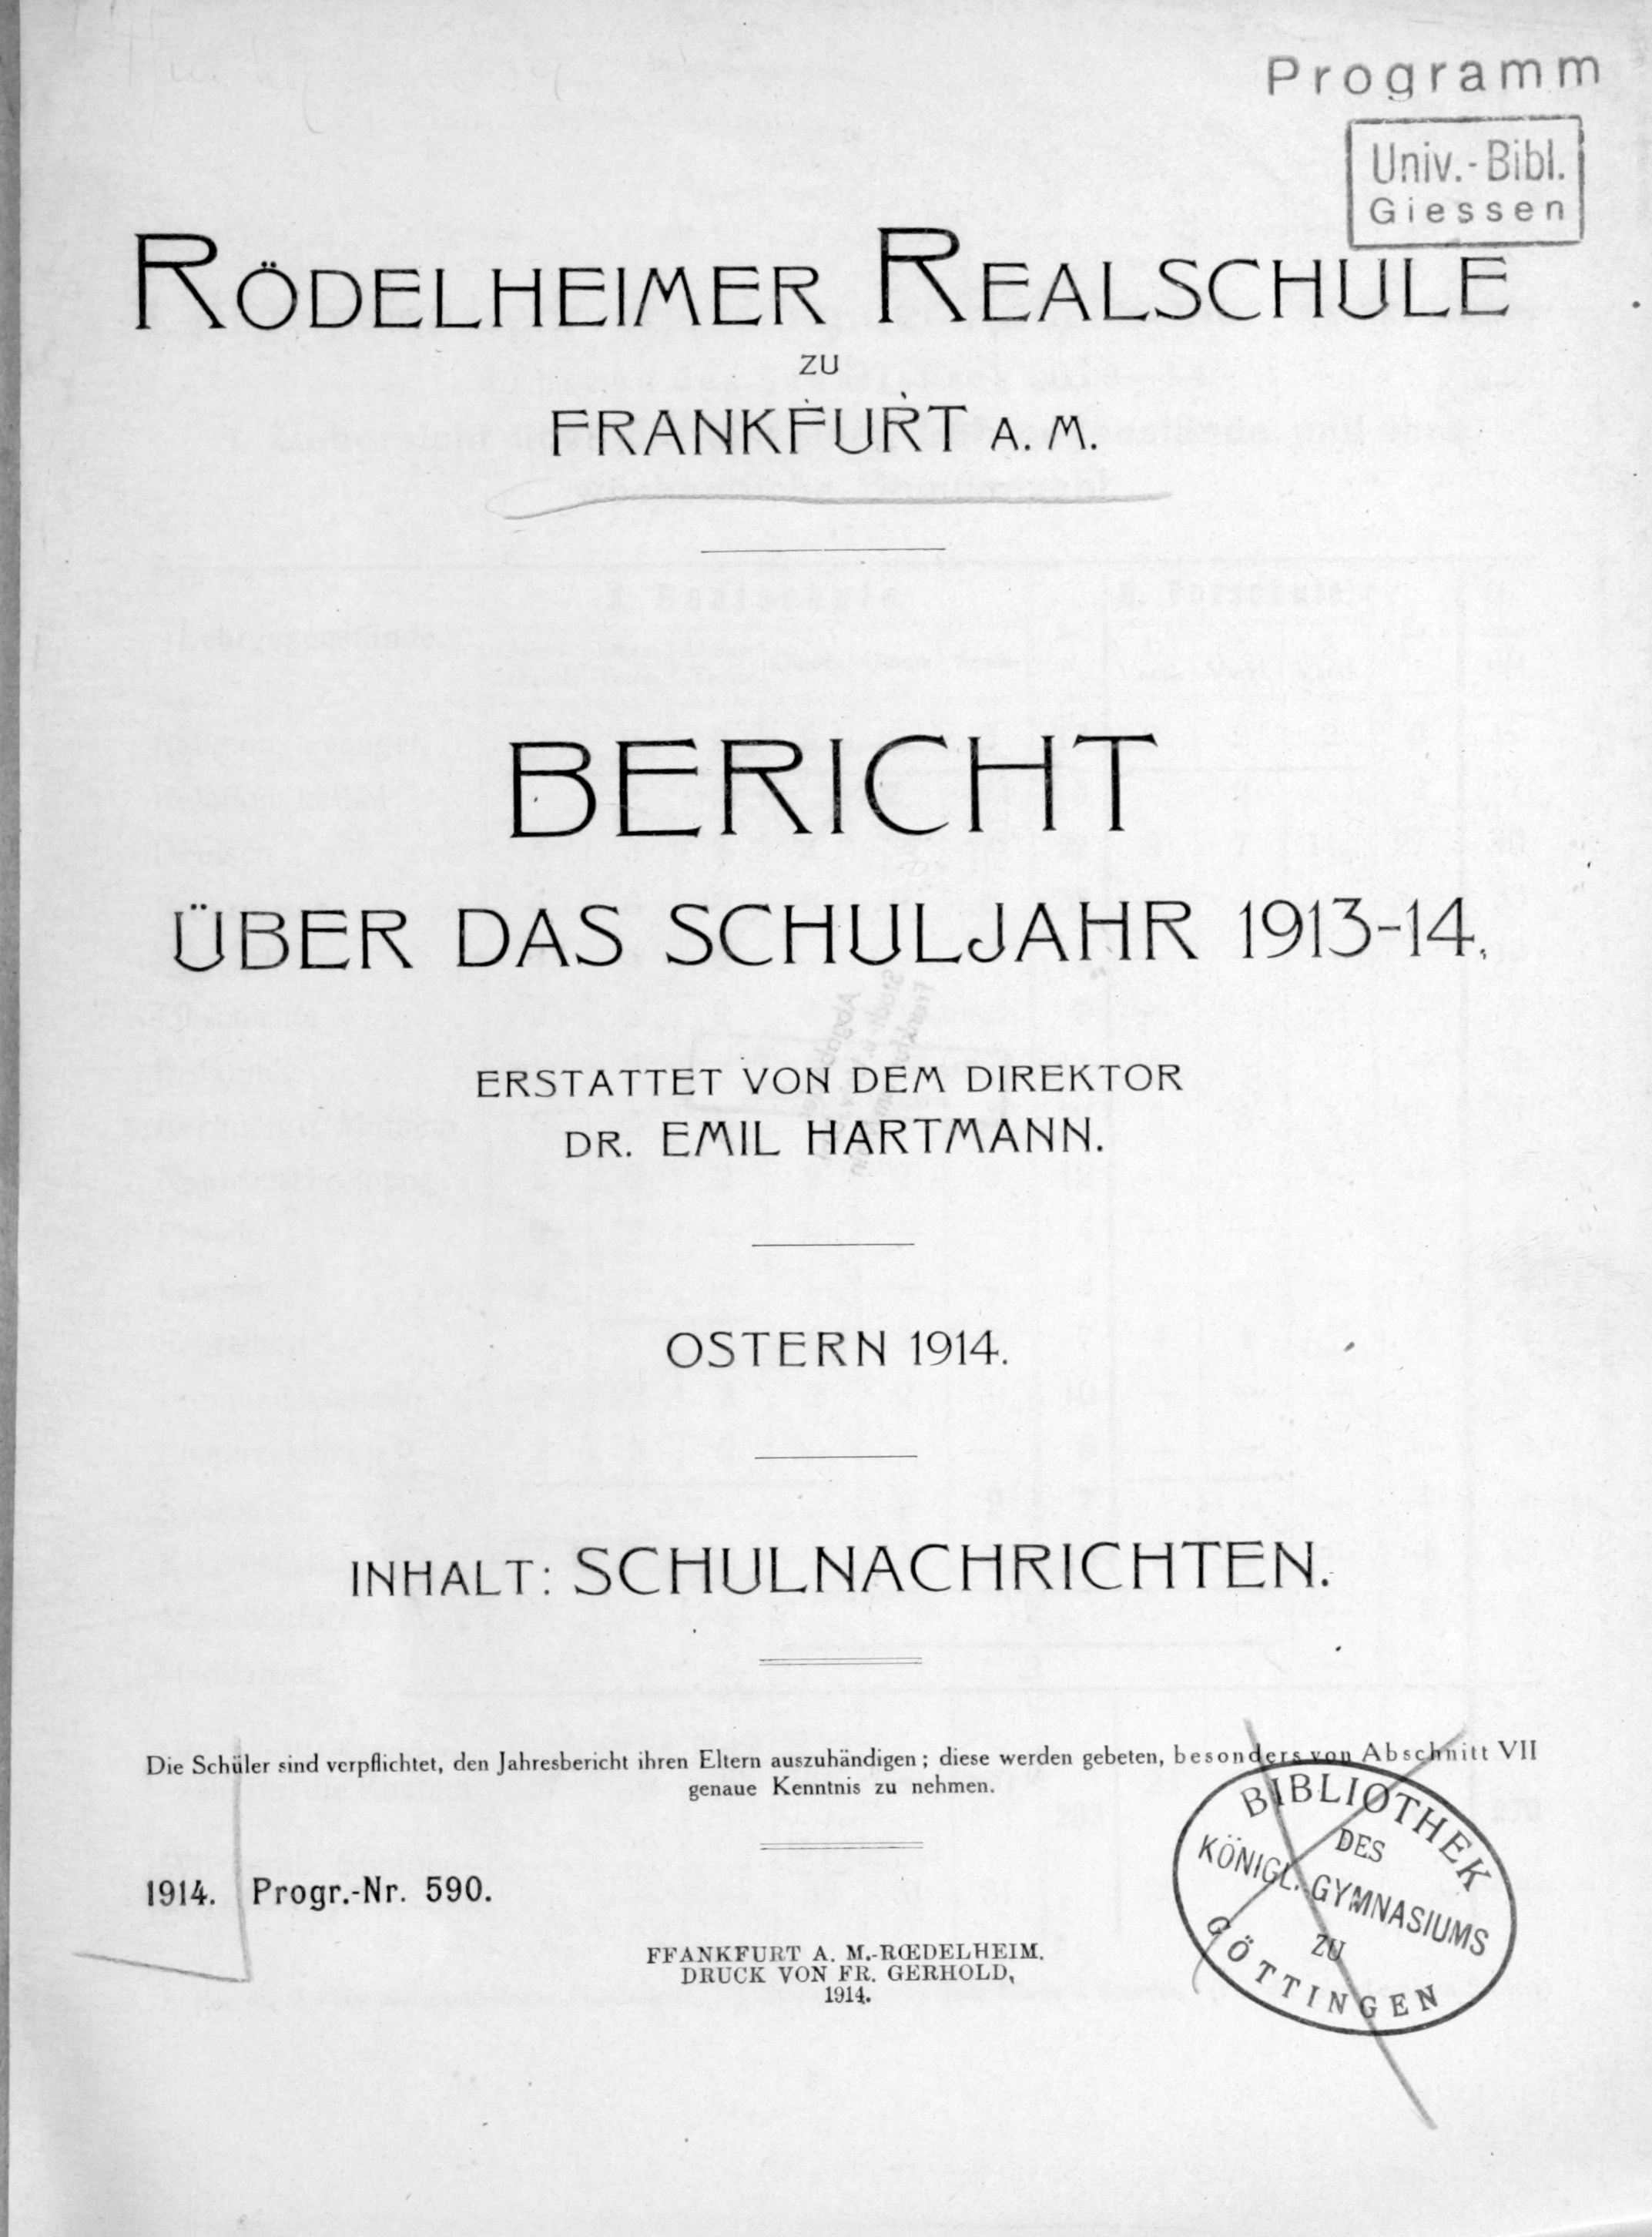 Programm
Univ.-Bibl.
Giessen
RÖDELHEIMER REALSCHULE
ZU
FRANKFURT A. M.
BERICHT
ÜBER DAS SCHULJAHR 1913-14.
ERSTATTET VON DEM DIREKTOR
DR. EMIL HARTMANN.
OSTERN 1914.
INHALT: SCHULNACHRICHTEN.
Die Schüler sind verpflichtet, den Jahresbericht ihren Eltern auszuhändigen; diese werden gebeten, besonders von Abschnitt VII
genaue Kenntnis zu nehmen.
1914. Progr.-Nr. 590.
FFANKFURT A. M.-RŒDELHEIM.
DRUCK VON FR. GERHOLD,
1914.
BIBLIOTHEK
DES
KÖNIGL. GYMNASIUMS
ZU
GÖTTINGEN